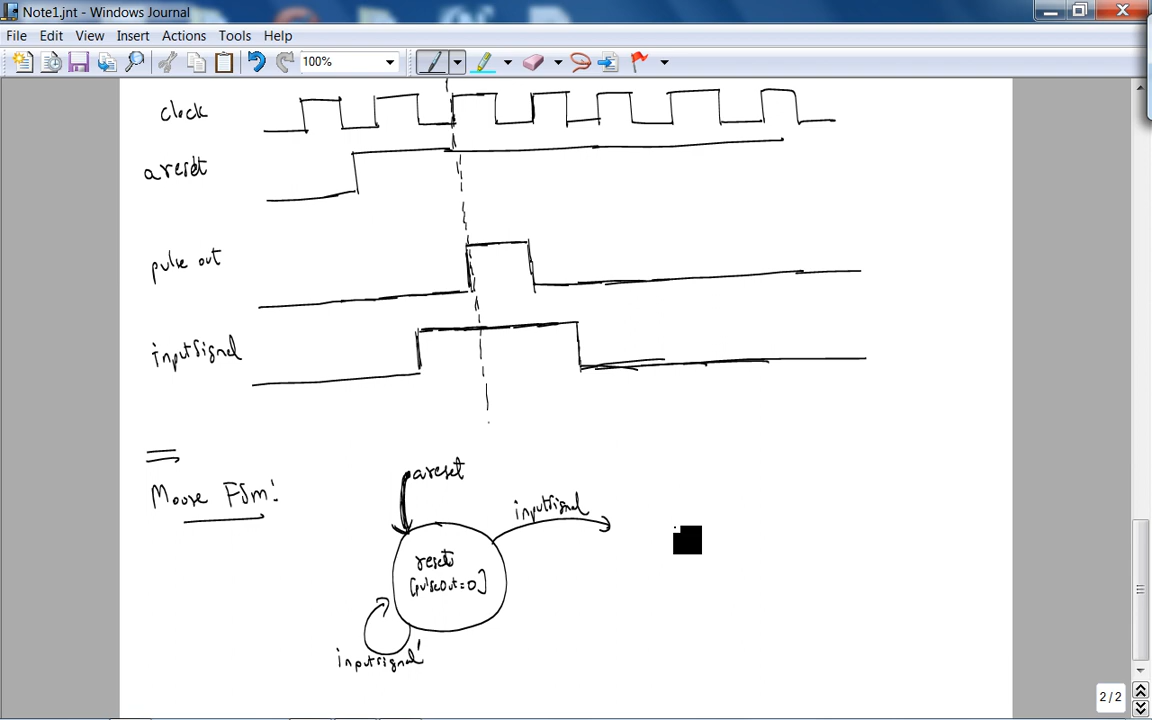 Note1.jnt - Windows Journal
File Edit View Insert Actions Tools Help
100%
clock
areset
pulse out
inputsignal
Moore FSM:
areset
inputsignal
reset
[pulseout=0]
inputsignal'
2/2